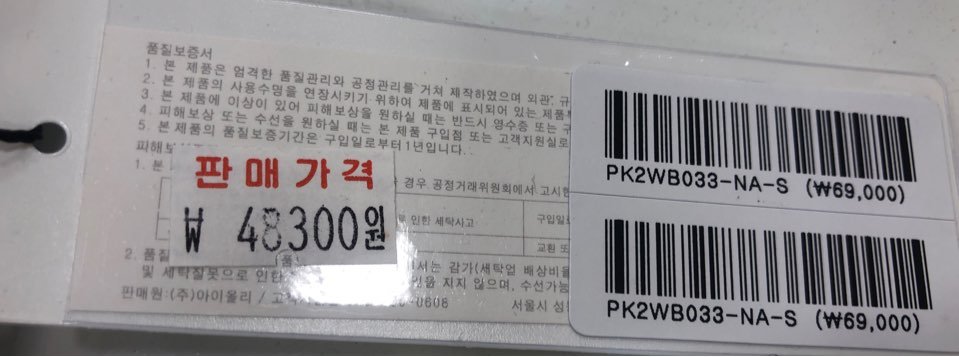 품질보증서
1. 본 제품은 엄격한 품질관리와 공정관리를 거쳐 제작하였으며 외관, 규
2. 본 제품의 사용수명을 연장시키기 위하여 제품에 표시되어 있는 제품
3. 본 제품에 이상이 있어 피해보상을 원하실 때는 반드시 영수증 또는 구
4. 피해보상 또는 수선을 원하실 때는 본 제품 구입점 또는 고객지원실로
5. 본 제품의 품질보증기간은 구입일로부터 1년입니다.
피해보
1. 본
경우 공정거래위원회에서 고시한
인한 세탁사고
구입일로
교환 또
2. 품질
서는 감가(세탁업 배상비율
및 세탁잘못으로 인한
지지 않으며, 수선가능
판매원:(주)아이올리 / 고객
-0608
서울시 성
판매가격
₩ 48300원
PK2WB033-NA-S (₩69,000)
PK2WB033-NA-S (₩69,000)